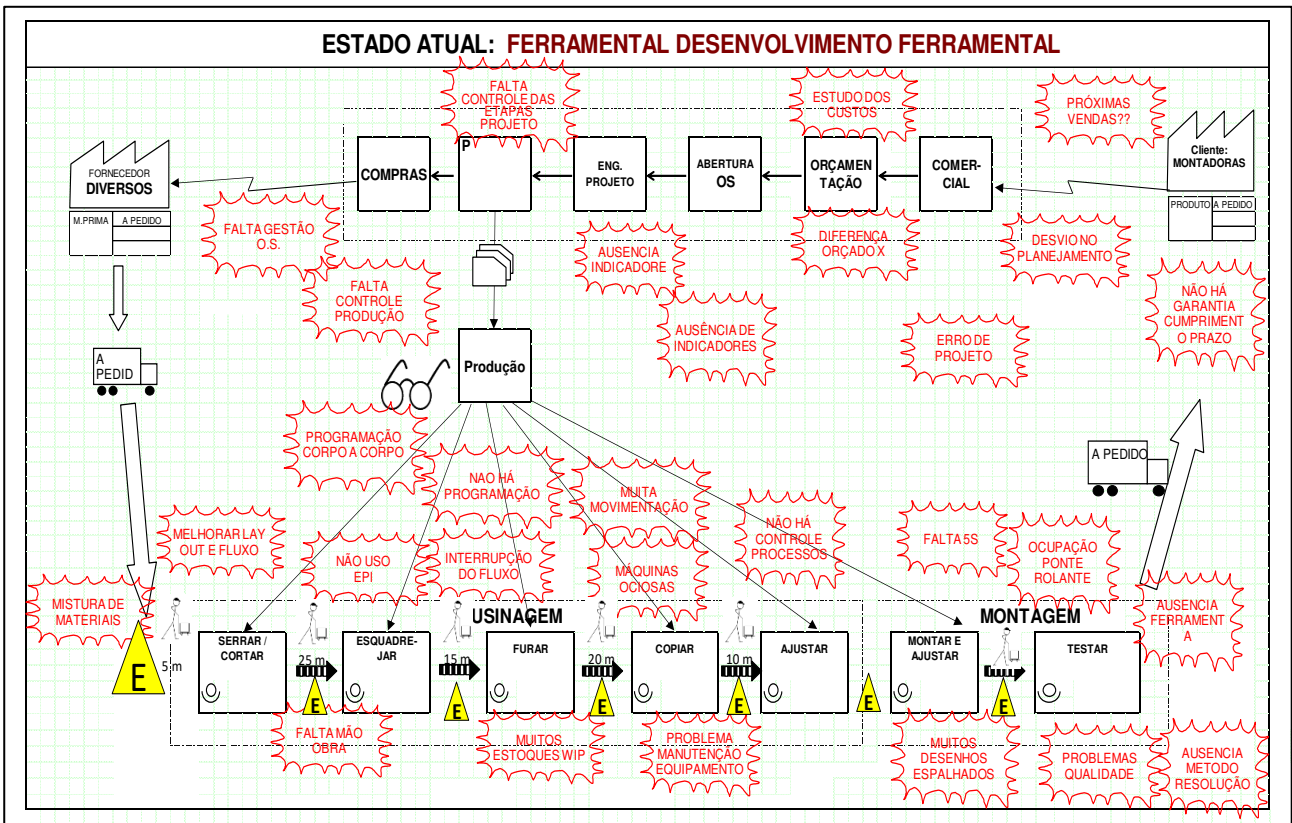 ESTADO ATUAL: FERRAMENTAL DESENVOLVIMENTO FERRAMENTAL
FALTA
CONTROLE DAS
ETAPAS
PROJETO
ESTUDO DOS
CUSTOS
PRÓXIMAS
VENDAS??
FORNECEDOR
DIVERSOS
M.PRIMA
A PEDIDO
COMPRAS
P
ENG.
PROJETO
ABERTURA
OS
ORÇAMEN
TAÇÃO
COMER-
CIAL
Cliente:
MONTADORAS
PRODUTO
A PEDIDO
FALTA GESTÃO
O.S.
AUSENCIA
INDICADORE
DIFERENÇA
ORÇADO X
DESVIO NO
PLANEJAMENTO
FALTA
CONTROLE
PRODUÇÃO
AUSÊNCIA DE
INDICADORES
ERRO DE
PROJETO
NÃO HÁ
GARANTIA
CUMPRIMENT
O PRAZO
A
PEDID
Produção
PROGRAMAÇÃO
CORPO A CORPO
NAO HÁ
PROGRAMAÇÃO
MUITA
MOVIMENTAÇÃO
A PEDIDO
MELHORAR LAY
OUT E FLUXO
NÃO USO
EPI
INTERRUPÇÃO
DO FLUXO
MÁQUINAS
OCIOSAS
NÃO HÁ
CONTROLE
PROCESSOS
FALTA 5S
OCUPAÇÃO
PONTE
ROLANTE
MISTURA DE
MATERIAIS
AUSENCIA
FERRAMENT
A
USINAGEM
MONTAGEM
E
5 m
SERRAR /
CORTAR
25 m
E
ESQUADRE-
JAR
15 m
E
FURAR
20 m
E
COPIAR
10 m
E
AJUSTAR
E
MONTAR E
AJUSTAR
E
TESTAR
FALTA MÃO
OBRA
MUITOS
ESTOQUES WIP
PROBLEMA
MANUTENÇÃO
EQUIPAMENTO
MUITOS
DESENHOS
ESPALHADOS
PROBLEMAS
QUALIDADE
AUSENCIA
METODO
RESOLUÇÃO